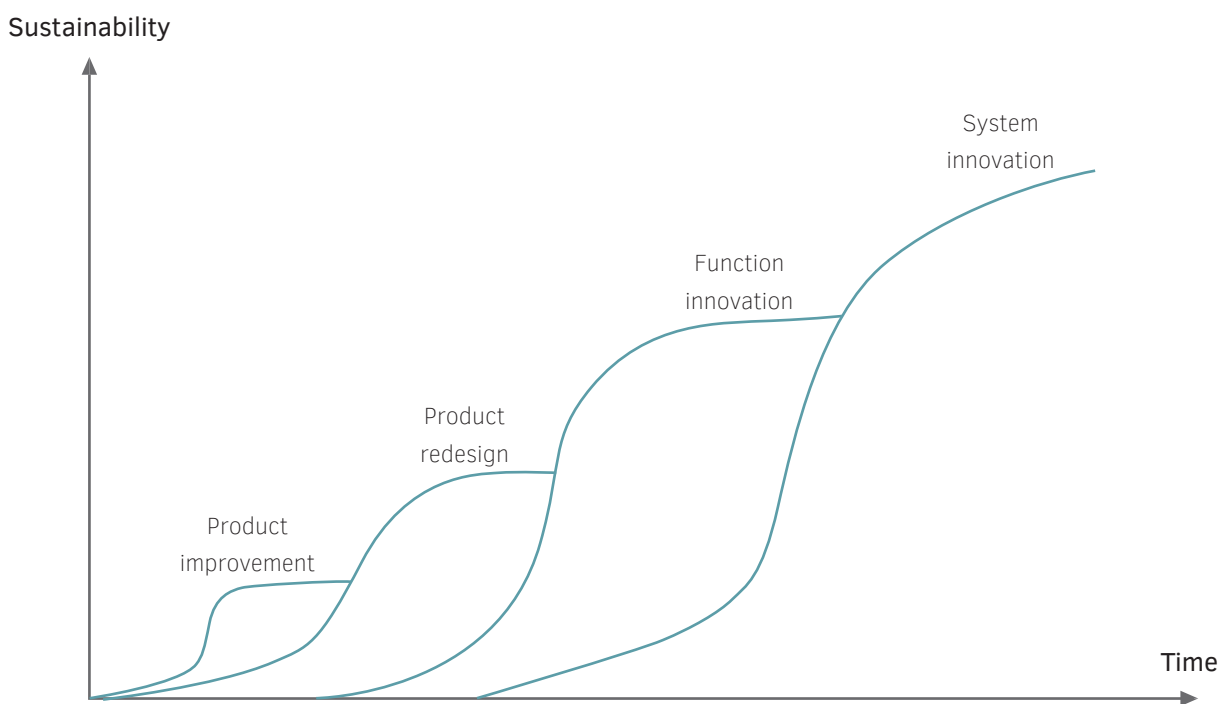 Sustainability
System
innovation
Function
innovation
Product
redesign
Product
improvement
Time